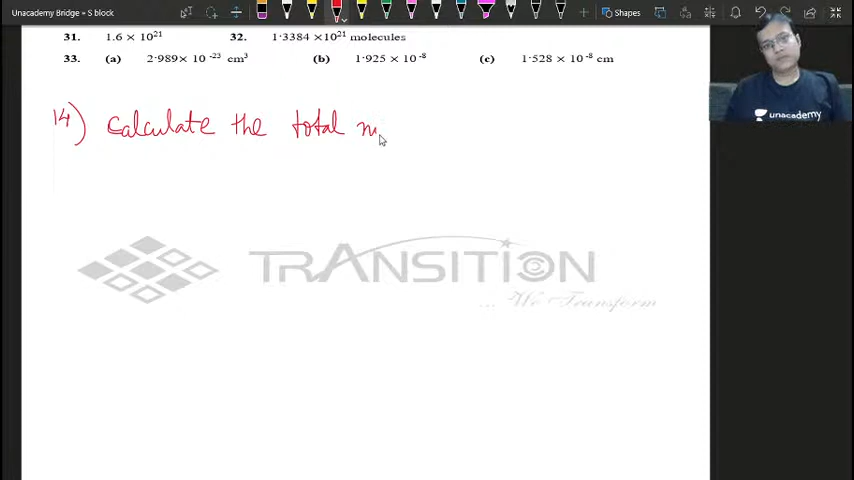 Unacademy Bridge + S block
Shapes
31. 1.6 × 10²¹ 32. 1·3384 ×10²¹ molecules
33. (a) 2·989× 10 ⁻²³ cm³ (b) 1·925 × 10⁻⁸ (c) 1·528 × 10⁻⁸ cm
unacademy
14) Calculate the total n
TRANSITION
... We Transform